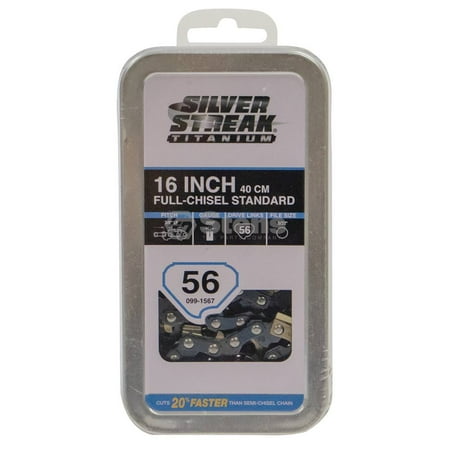 SILVER
STREAK
TITANIUM
16 INCH 40 CM
FULL-CHISEL STANDARD
PITCH GAUGE DRIVE LINKS FILE SIZE
56
Stens
56
099-1567
CUTS 20% FASTER THAN SEMI-CHISEL CHAIN